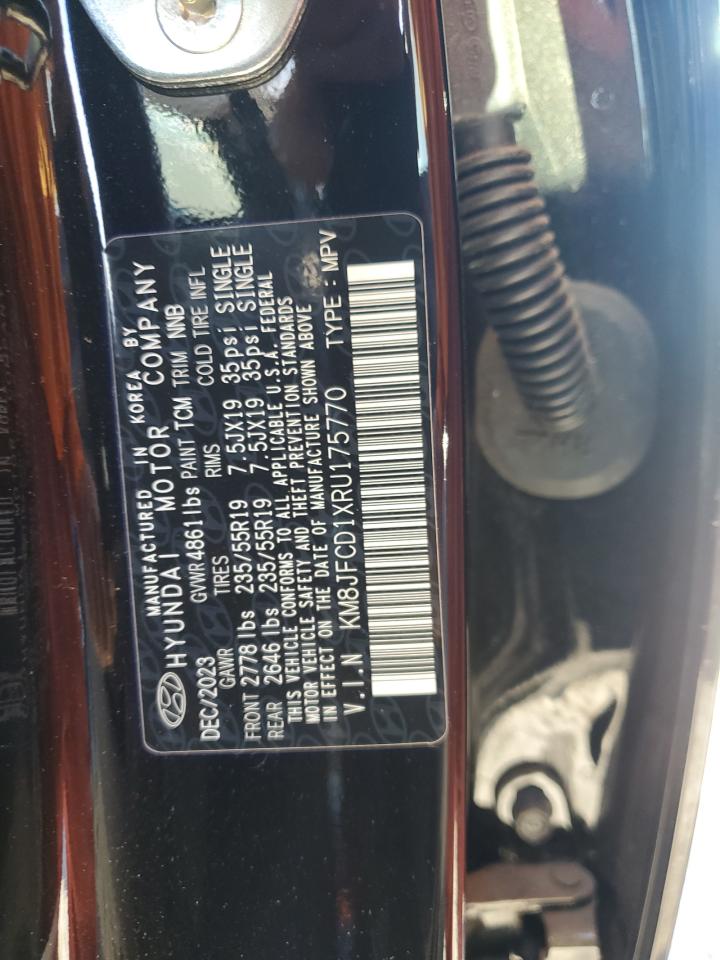 MANUFACTURED IN KOREA BY
HYUNDAI MOTOR COMPANY
DEC/2023 GVWR 4861 lbs PAINT TCM TRIM NNB
GAWR TIRES RIMS COLD TIRE INFL
FRONT 2778 lbs 235/55R19 7.5JX19 35psi SINGLE
REAR 2646 lbs 235/55R19 7.5JX19 35psi SINGLE
THIS VEHICLE CONFORMS TO ALL APPLICABLE U.S.A. FEDERAL
MOTOR VEHICLE SAFETY AND THEFT PREVENTION STANDARDS
IN EFFECT ON THE DATE OF MANUFACTURE SHOWN ABOVE
V.I.N KM8JFCD1XRU175770 TYPE : MPV